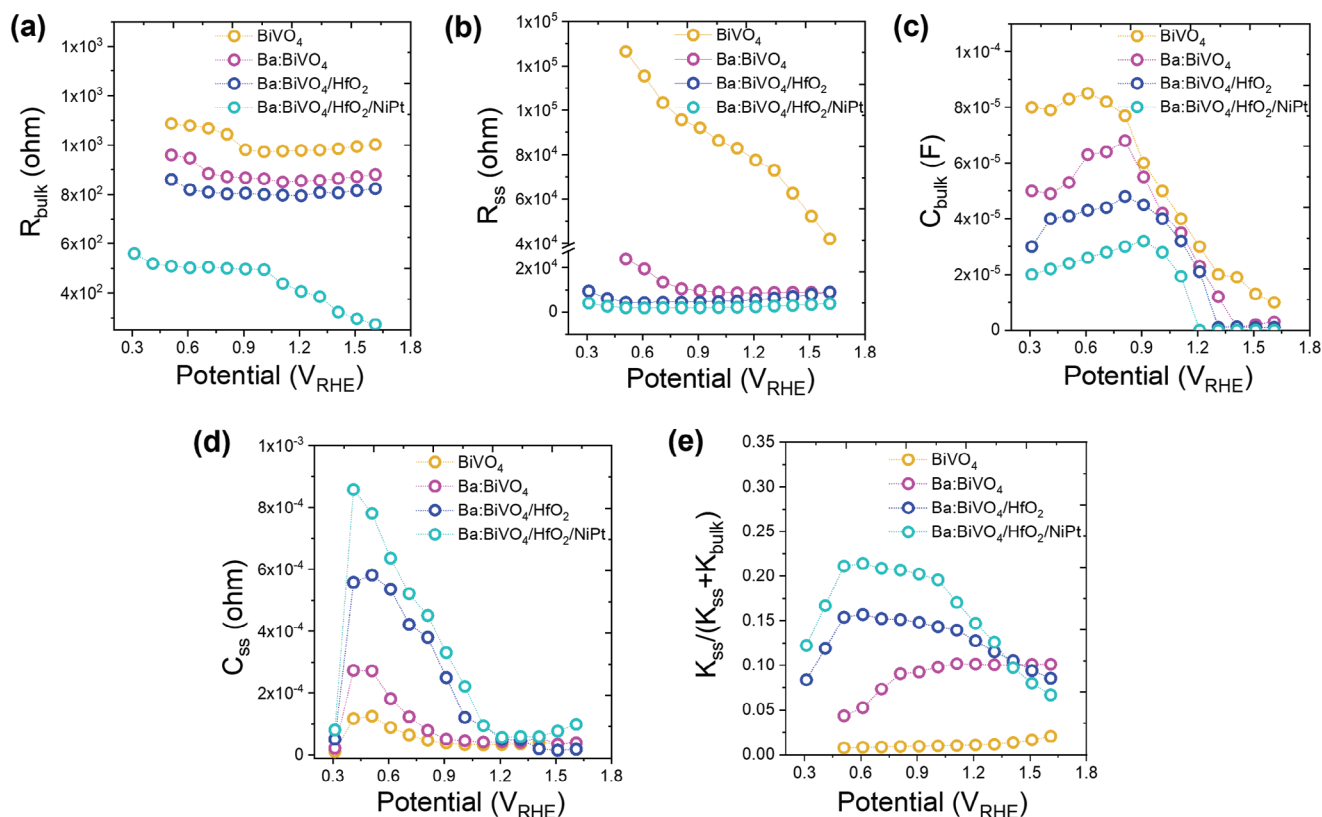 (a)
BiVO₄
Ba:BiVO₄
Ba:BiVO₄/HfO₂
Ba:BiVO₄/HfO₂/NiPt
1x10³
1x10³
1x10³
8x10²
6x10²
4x10²
R_bulk (ohm)
0.3 0.6 0.9 1.2 1.5 1.8
Potential (V_RHE)
(b)
BiVO₄
Ba:BiVO₄
Ba:BiVO₄/HfO₂
Ba:BiVO₄/HfO₂/NiPt
1x10⁵
1x10⁵
1x10⁵
8x10⁴
6x10⁴
4x10⁴
2x10⁴
0
R_ss (ohm)
0.3 0.6 0.9 1.2 1.5 1.8
Potential (V_RHE)
(c)
BiVO₄
Ba:BiVO₄
Ba:BiVO₄/HfO₂
Ba:BiVO₄/HfO₂/NiPt
1x10⁻⁴
8x10⁻⁵
6x10⁻⁵
4x10⁻⁵
2x10⁻⁵
0
C_bulk (F)
0.3 0.6 0.9 1.2 1.5 1.8
Potential (V_RHE)
(d)
BiVO₄
Ba:BiVO₄
Ba:BiVO₄/HfO₂
Ba:BiVO₄/HfO₂/NiPt
1x10⁻³
8x10⁻⁴
6x10⁻⁴
4x10⁻⁴
2x10⁻⁴
0
C_ss (ohm)
0.3 0.6 0.9 1.2 1.5 1.8
Potential (V_RHE)
(e)
BiVO₄
Ba:BiVO₄
Ba:BiVO₄/HfO₂
Ba:BiVO₄/HfO₂/NiPt
0.35
0.30
0.25
0.20
0.15
0.10
0.05
0.00
K_ss/(K_ss+K_bulk)
0.3 0.6 0.9 1.2 1.5 1.8
Potential (V_RHE)